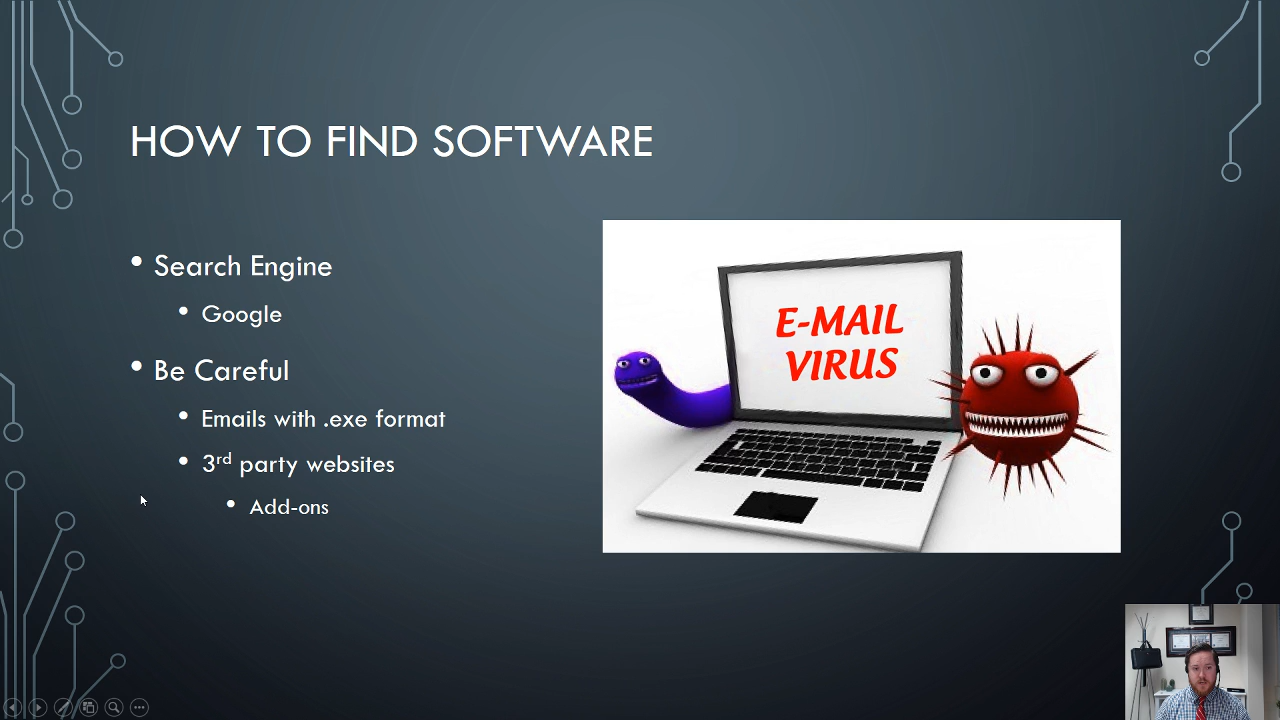 HOW TO FIND SOFTWARE
• Search Engine
• Google
• Be Careful
• Emails with .exe format
• 3rd party websites
• Add-ons
E-MAIL
VIRUS